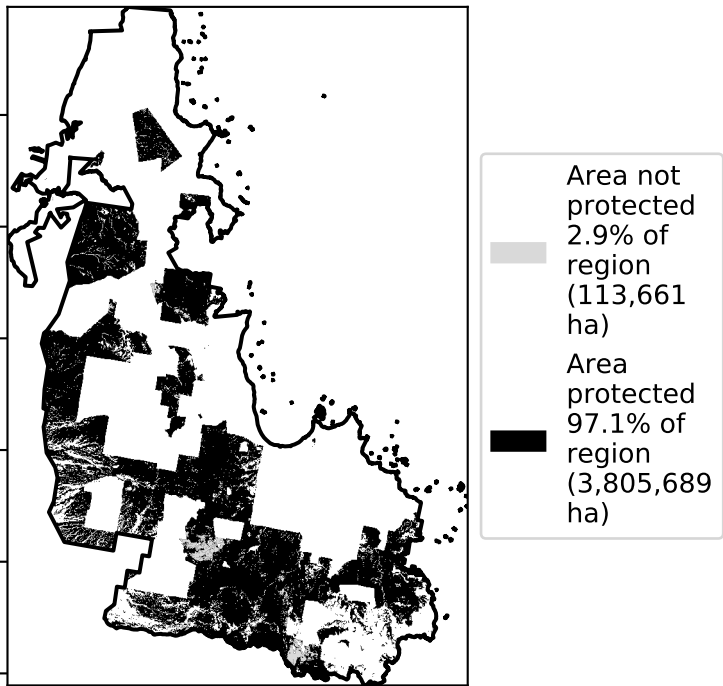 Area not
protected
2.9% of
region
(113,661
ha)
Area
protected
97.1% of
region
(3,805,689
ha)